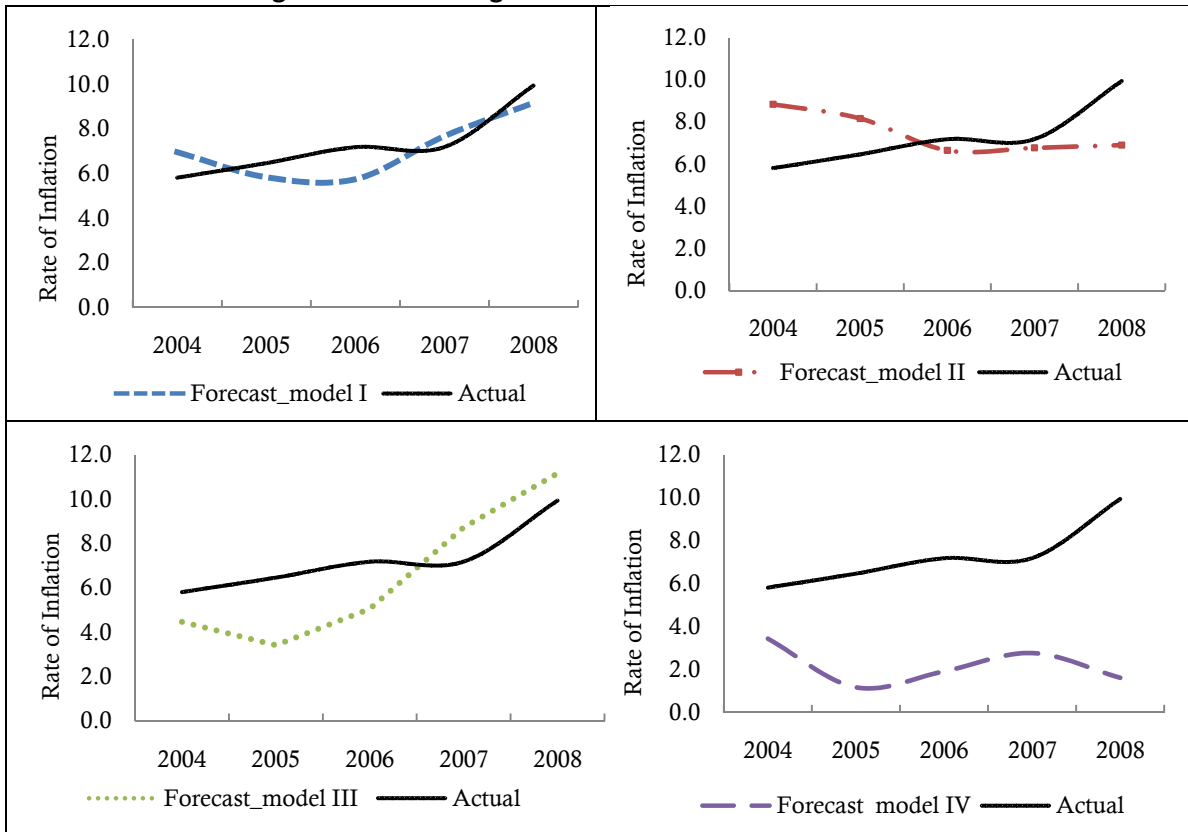 12.0
10.0
8.0
6.0
4.0
2.0
0.0
Rate of Inflation
2004 2005 2006 2007 2008
Forecast_model I Actual
12.0
10.0
8.0
6.0
4.0
2.0
0.0
Rate of Inflation
2004 2005 2006 2007 2008
Forecast_model II Actual
12.0
10.0
8.0
6.0
4.0
2.0
0.0
Rate of Inflation
2004 2005 2006 2007 2008
Forecast_model III Actual
12.0
10.0
8.0
6.0
4.0
2.0
0.0
Rate of Inflation
2004 2005 2006 2007 2008
Forecast model IV Actual